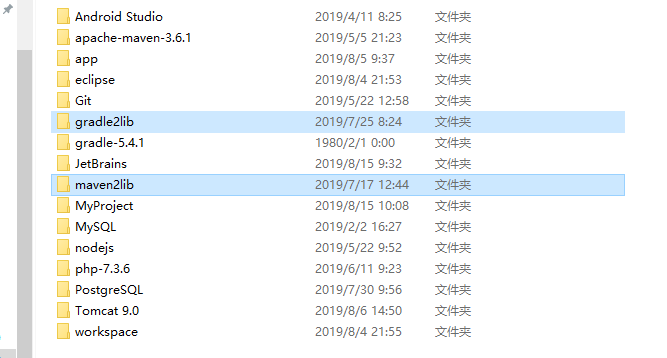 Android Studio 2019/4/11 8:25 文件夹
apache-maven-3.6.1 2019/5/5 21:23 文件夹
app 2019/8/5 9:37 文件夹
eclipse 2019/8/4 21:53 文件夹
Git 2019/5/22 12:58 文件夹
gradle2lib 2019/7/25 8:24 文件夹
gradle-5.4.1 1980/2/1 0:00 文件夹
JetBrains 2019/8/15 9:32 文件夹
maven2lib 2019/7/17 12:44 文件夹
MyProject 2019/8/15 10:08 文件夹
MySQL 2019/2/2 16:27 文件夹
nodejs 2019/5/22 9:52 文件夹
php-7.3.6 2019/6/11 9:23 文件夹
PostgreSQL 2019/7/30 9:56 文件夹
Tomcat 9.0 2019/8/6 14:50 文件夹
workspace 2019/8/4 21:55 文件夹